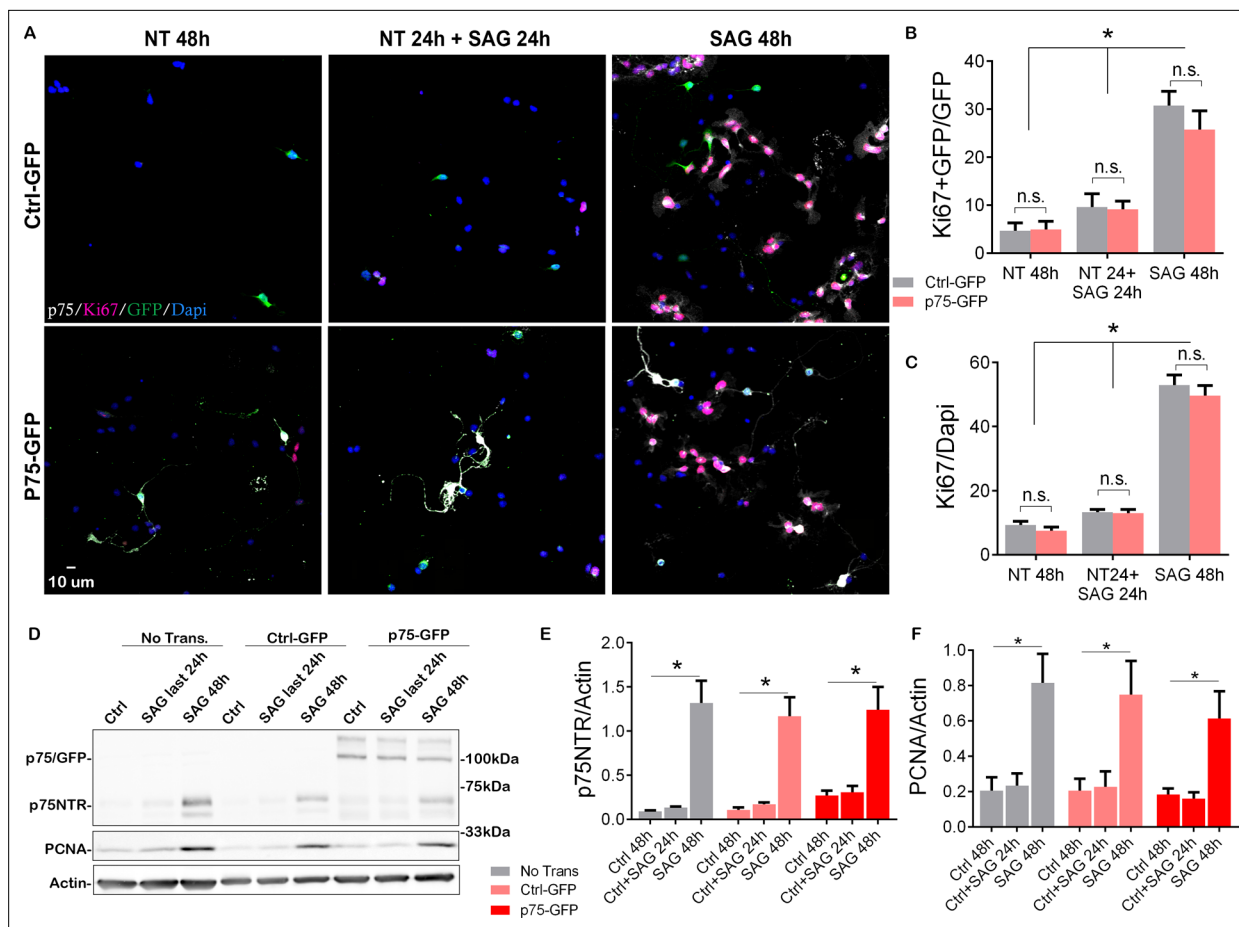 A
NT 48h
NT 24h + SAG 24h
SAG 48h
Ctrl-GFP
p75/Ki67/GFP/Dapi
P75-GFP
10 um
B
Ki67+GFP/GFP
40
30
20
10
0
*
n.s.
n.s.
n.s.
NT 48h
NT 24+
SAG 24h
SAG 48h
Ctrl-GFP
p75-GFP
C
Ki67/Dapi
60
40
20
0
*
n.s.
n.s.
n.s.
NT 48h
NT24+
SAG 24h
SAG 48h
D
No Trans.
Ctrl-GFP
p75-GFP
Ctrl
SAG last 24h
SAG 48h
Ctrl
SAG last 24h
SAG 48h
Ctrl
SAG last 24h
SAG 48h
p75/GFP-
p75NTR-
PCNA-
Actin-
-100kDa
-75kDa
-33kDa
No Trans
Ctrl-GFP
p75-GFP
E
p75NTR/Actin
2.0
1.5
1.0
0.5
0.0
*
*
*
Ctrl 48h
Ctrl+SAG 24h
SAG 48h
Ctrl 48h
Ctrl+SAG 24h
SAG 48h
Ctrl 48h
Ctrl+SAG 24h
SAG 48h
F
PCNA/Actin
1.0
0.8
0.6
0.4
0.2
0.0
*
*
*
Ctrl 48h
Ctrl+SAG 24h
SAG 48h
Ctrl 48h
Ctrl+SAG 24h
SAG 48h
Ctrl 48h
Ctrl+SAG 24h
SAG 48h